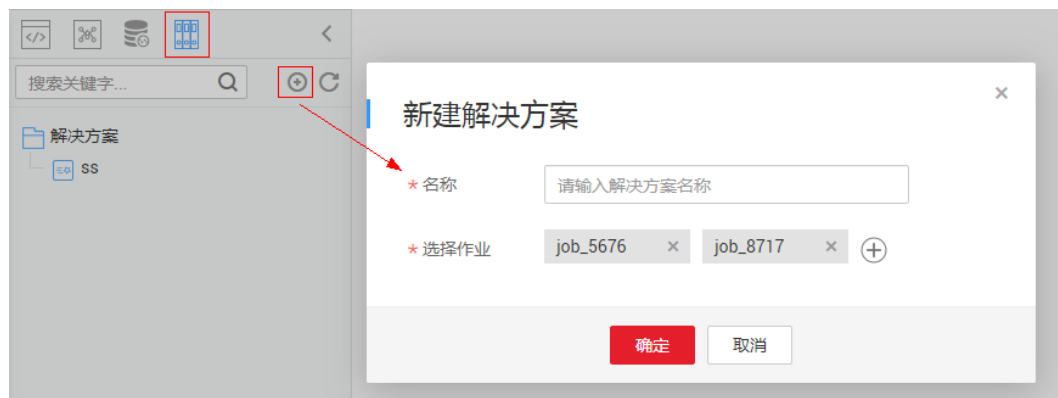 搜索关键字...
解决方案
ss
新建解决方案
* 名称
请输入解决方案名称
* 选择作业
job_5676 ×
job_8717 ×
确定
取消